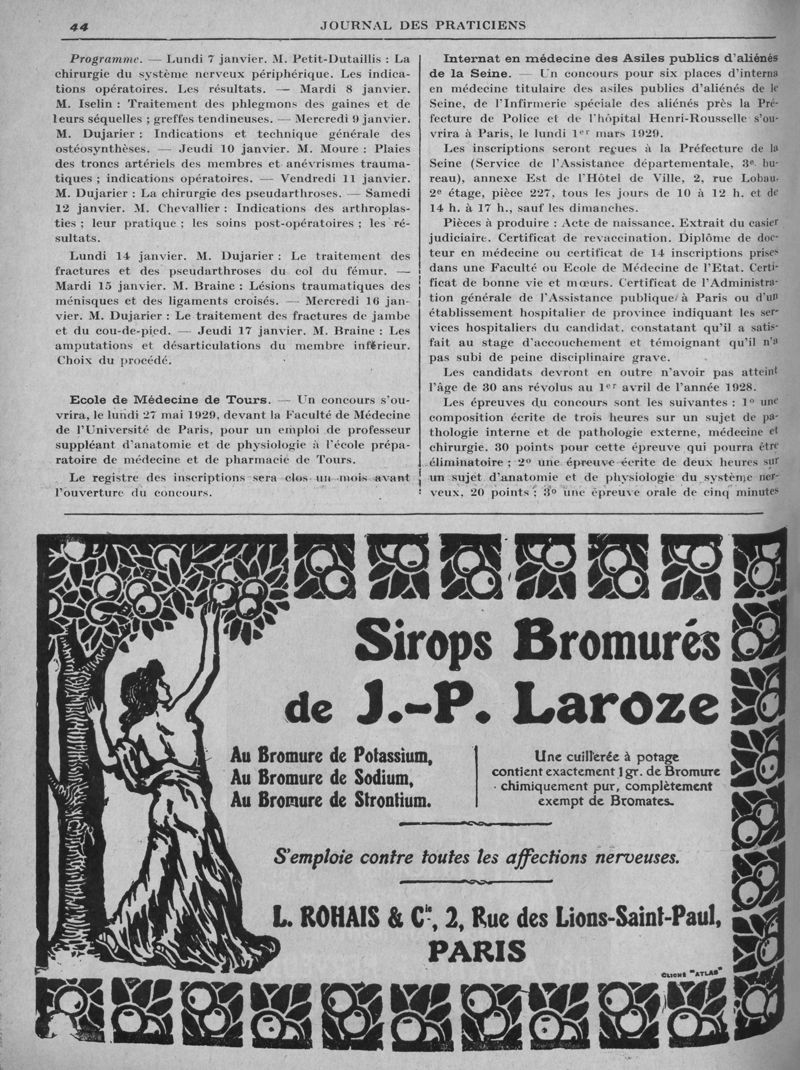 44
JOURNAL DES PRATICIENS
Programme. — Lundi 7 janvier. M. Petit-Dutaillis : La
chirurgie du système nerveux périphérique. Les indica-
tions opératoires. Les résultats. — Mardi 8 janvier.
M. Iselin : Traitement des phlegmons des gaines et de
leurs séquelles ; greffes tendineuses. — Mercredi 9 janvier.
M. Dujarier : Indications et technique générale des
ostéosynthèses. — Jeudi 10 janvier. M. Moure : Plaies
des troncs artériels des membres et anévrismes trauma-
tiques ; indications opératoires. — Vendredi 11 janvier.
M. Dujarier : La chirurgie des pseudarthroses. — Samedi
12 janvier. M. Chevallier : Indications des arthroplas-
ties ; leur pratique ; les soins post-opératoires ; les ré-
sultats.
Lundi 14 janvier. M. Dujarier : Le traitement des
fractures et des pseudarthroses du col du fémur. —
Mardi 15 janvier. M. Braine : Lésions traumatiques des
ménisques et des ligaments croisés. — Mercredi 16 jan-
vier. M. Dujarier : Le traitement des fractures de jambe
et du cou-de-pied. — Jeudi 17 janvier. M. Braine : Les
amputations et désarticulations du membre inférieur.
Choix du procédé.
Ecole de Médecine de Tours. — Un concours s'ou-
vrira, le lundi 27 mai 1929, devant la Faculté de Médecine
de l'Université de Paris, pour un emploi de professeur
suppléant d'anatomie et de physiologie à l'école prépa-
ratoire de médecine et de pharmacie de Tours.
Le registre des inscriptions sera clos un mois avant
l'ouverture du concours.
Internat en médecine des Asiles publics d'aliénés
de la Seine. — Un concours pour six places d'interne
en médecine titulaire des asiles publics d'aliénés de le
Seine, de l'Infirmerie spéciale des aliénés près la Pré-
fecture de Police et de l'hôpital Henri-Rousselle s'ou-
vrira à Paris, le lundi 1er mars 1929.
Les inscriptions seront reçues à la Préfecture de la
Seine (Service de l'Assistance départementale, 3e bu-
reau), annexe Est de l'Hôtel de Ville, 2, rue Lobau.
2e étage, pièce 227, tous les jours de 10 à 12 h. et de
14 h. à 17 h., sauf les dimanches.
Pièces à produire : Acte de naissance. Extrait du casier
judiciaire. Certificat de revaccination. Diplôme de doc-
teur en médecine ou certificat de 14 inscriptions prises
dans une Faculté ou Ecole de Médecine de l'Etat. Certi-
ficat de bonne vie et mœurs. Certificat de l'Administra-
tion générale de l'Assistance publique à Paris ou d'un
établissement hospitalier de province indiquant les ser-
vices hospitaliers du candidat, constatant qu'il a satis-
fait au stage d'accouchement et témoignant qu'il n'a
pas subi de peine disciplinaire grave.
Les candidats devront en outre n'avoir pas atteint
l'âge de 30 ans révolus au 1er avril de l'année 1928.
Les épreuves du concours sont les suivantes : 1o une
composition écrite de trois heures sur un sujet de pa-
thologie interne et de pathologie externe, médecine et
chirurgie. 30 points pour cette épreuve qui pourra être
éliminatoire ; 2o une épreuve écrite de deux heures sur
un sujet d'anatomie et de physiologie du système ner-
veux, 20 points ; 3o une épreuve orale de cinq minutes
Sirops Bromurés
de J.-P. Laroze
Au Bromure de Potassium,
Au Bromure de Sodium,
Au Bromure de Strontium.
Une cuillerée à potage
contient exactement 1 gr. de Bromure
chimiquement pur, complètement
exempt de Bromates.
S'emploie contre toutes les affections nerveuses.
L. ROHAIS & Cie, 2, Rue des Lions-Saint-Paul,
PARIS
CLICHÉ "ATLAS"